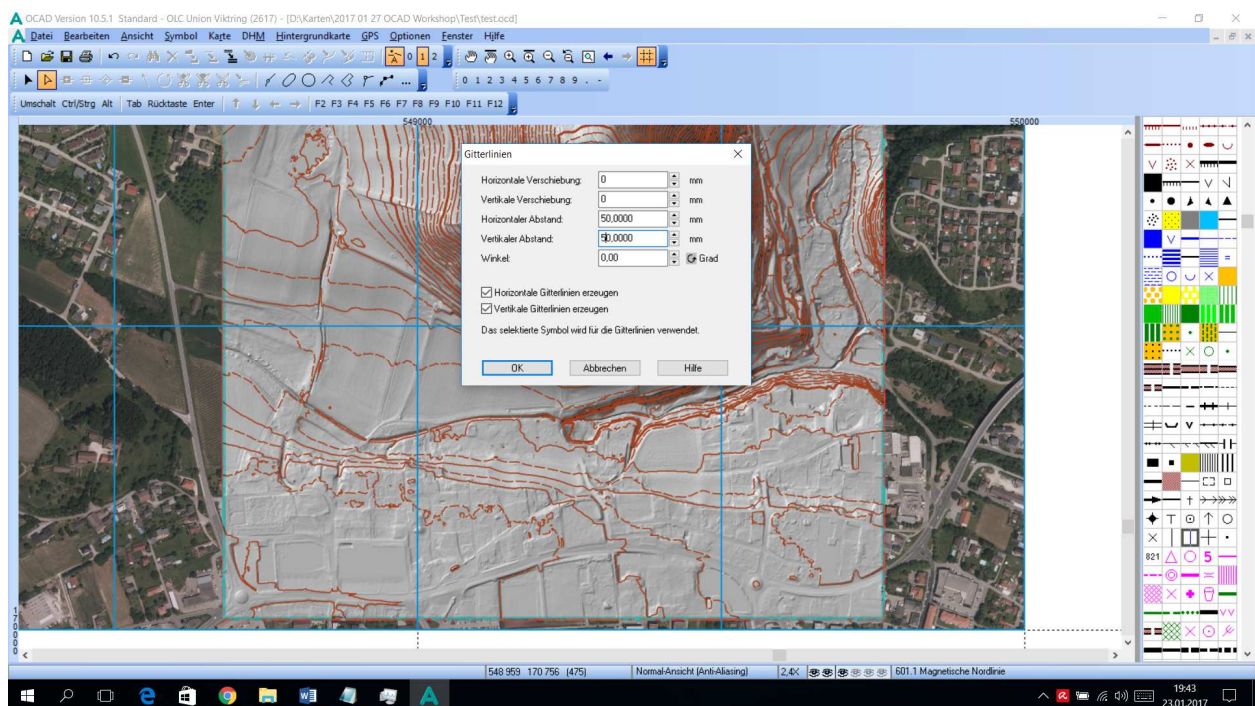 OCAD Version 10.5.1 Standard - OLC Union Viktring (2617) - [D:\Karten\2017 01 27 OCAD Workshop\Test\test.ocd]
Datei Bearbeiten Ansicht Symbol Karte DHM Hintergrundkarte GPS Optionen Fenster Hilfe
0 1 2
0 1 2 3 4 5 6 7 8 9 . -
Umschalt Ctrl/Strg Alt Tab Rücktaste Enter F2 F3 F4 F5 F6 F7 F8 F9 F10 F11 F12
549000 550000
Gitterlinien
Horizontale Verschiebung: 0 mm
Vertikale Verschiebung: 0 mm
Horizontaler Abstand: 50,0000 mm
Vertikaler Abstand: 50,0000 mm
Winkel: 0,00 Grad
Horizontale Gitterlinien erzeugen
Vertikale Gitterlinien erzeugen
Das selektierte Symbol wird für die Gitterlinien verwendet.
OK Abbrechen Hilfe
821 5
170000
548 959 170 756 (475) Normal-Ansicht (Anti-Aliasing) 2,4X 601.1 Magnetische Nordlinie
19:43
23.01.2017